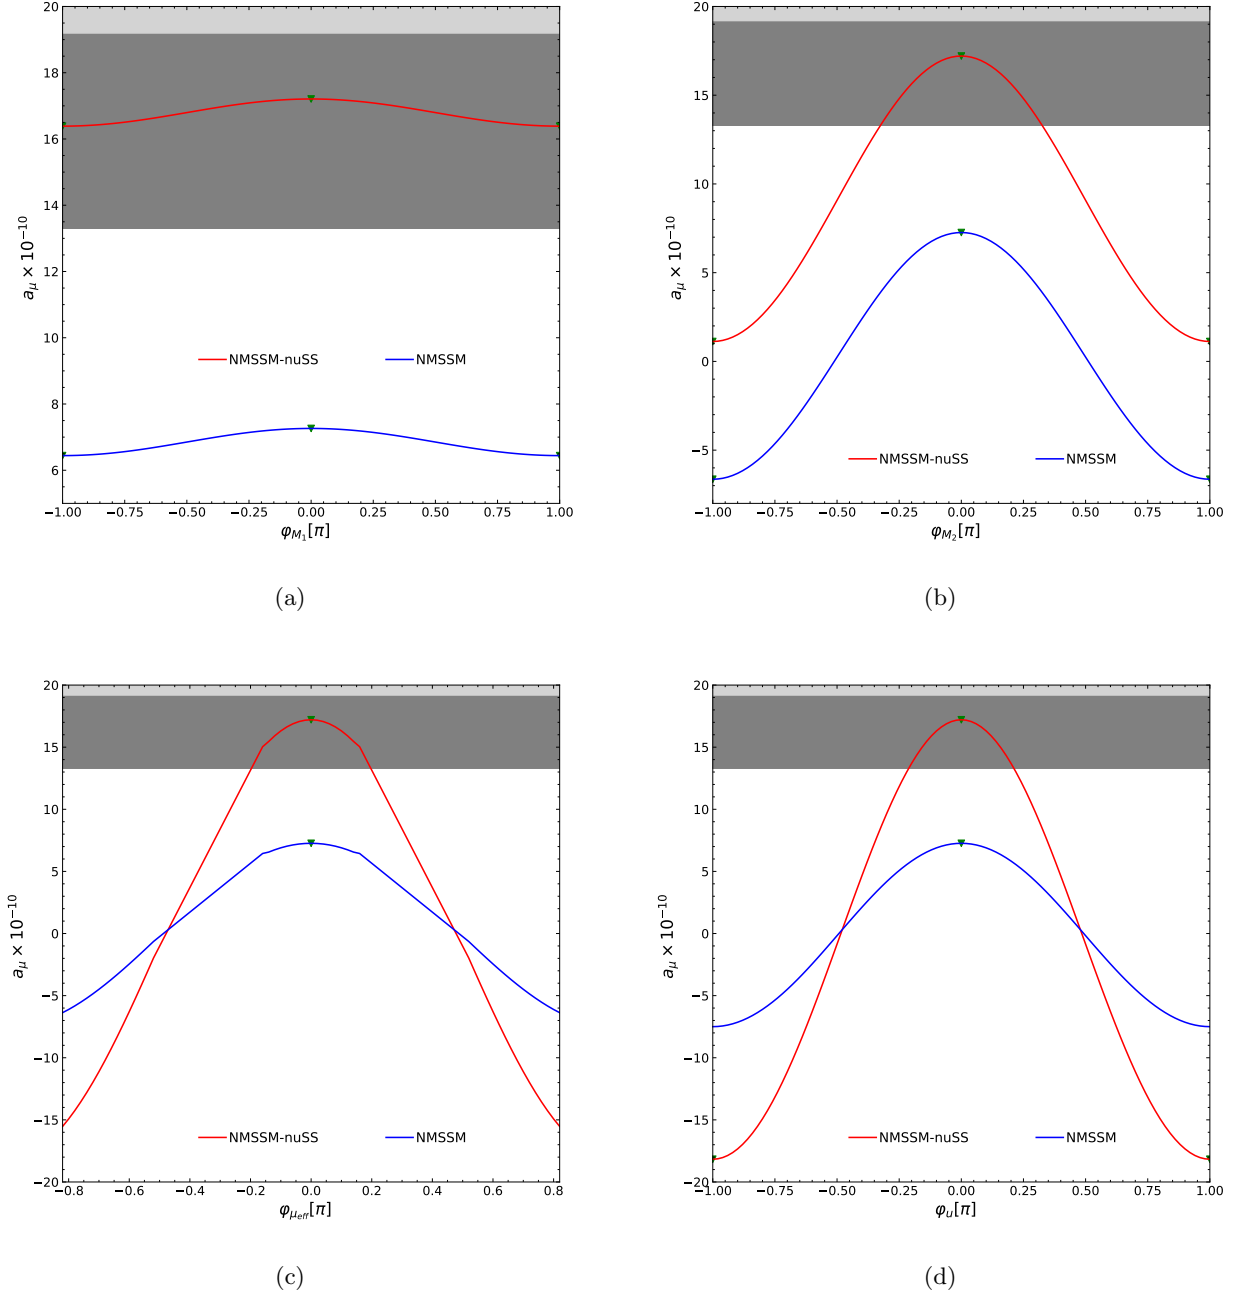 20
18
16
14
12
10
8
6
a_μ × 10^{-10}
NMSSM-nuSS NMSSM
−1.00 −0.75 −0.50 −0.25 0.00 0.25 0.50 0.75 1.00
φ_{M_1}[π]
(a)
20
15
10
5
0
−5
a_μ × 10^{-10}
NMSSM-nuSS NMSSM
−1.00 −0.75 −0.50 −0.25 0.00 0.25 0.50 0.75 1.00
φ_{M_2}[π]
(b)
20
15
10
5
0
−5
−10
−15
−20
a_μ × 10^{-10}
NMSSM-nuSS NMSSM
−0.8 −0.6 −0.4 −0.2 0.0 0.2 0.4 0.6 0.8
φ_{μ_{eff}}[π]
(c)
20
15
10
5
0
−5
−10
−15
−20
a_μ × 10^{-10}
NMSSM-nuSS NMSSM
−1.00 −0.75 −0.50 −0.25 0.00 0.25 0.50 0.75 1.00
φ_u[π]
(d)